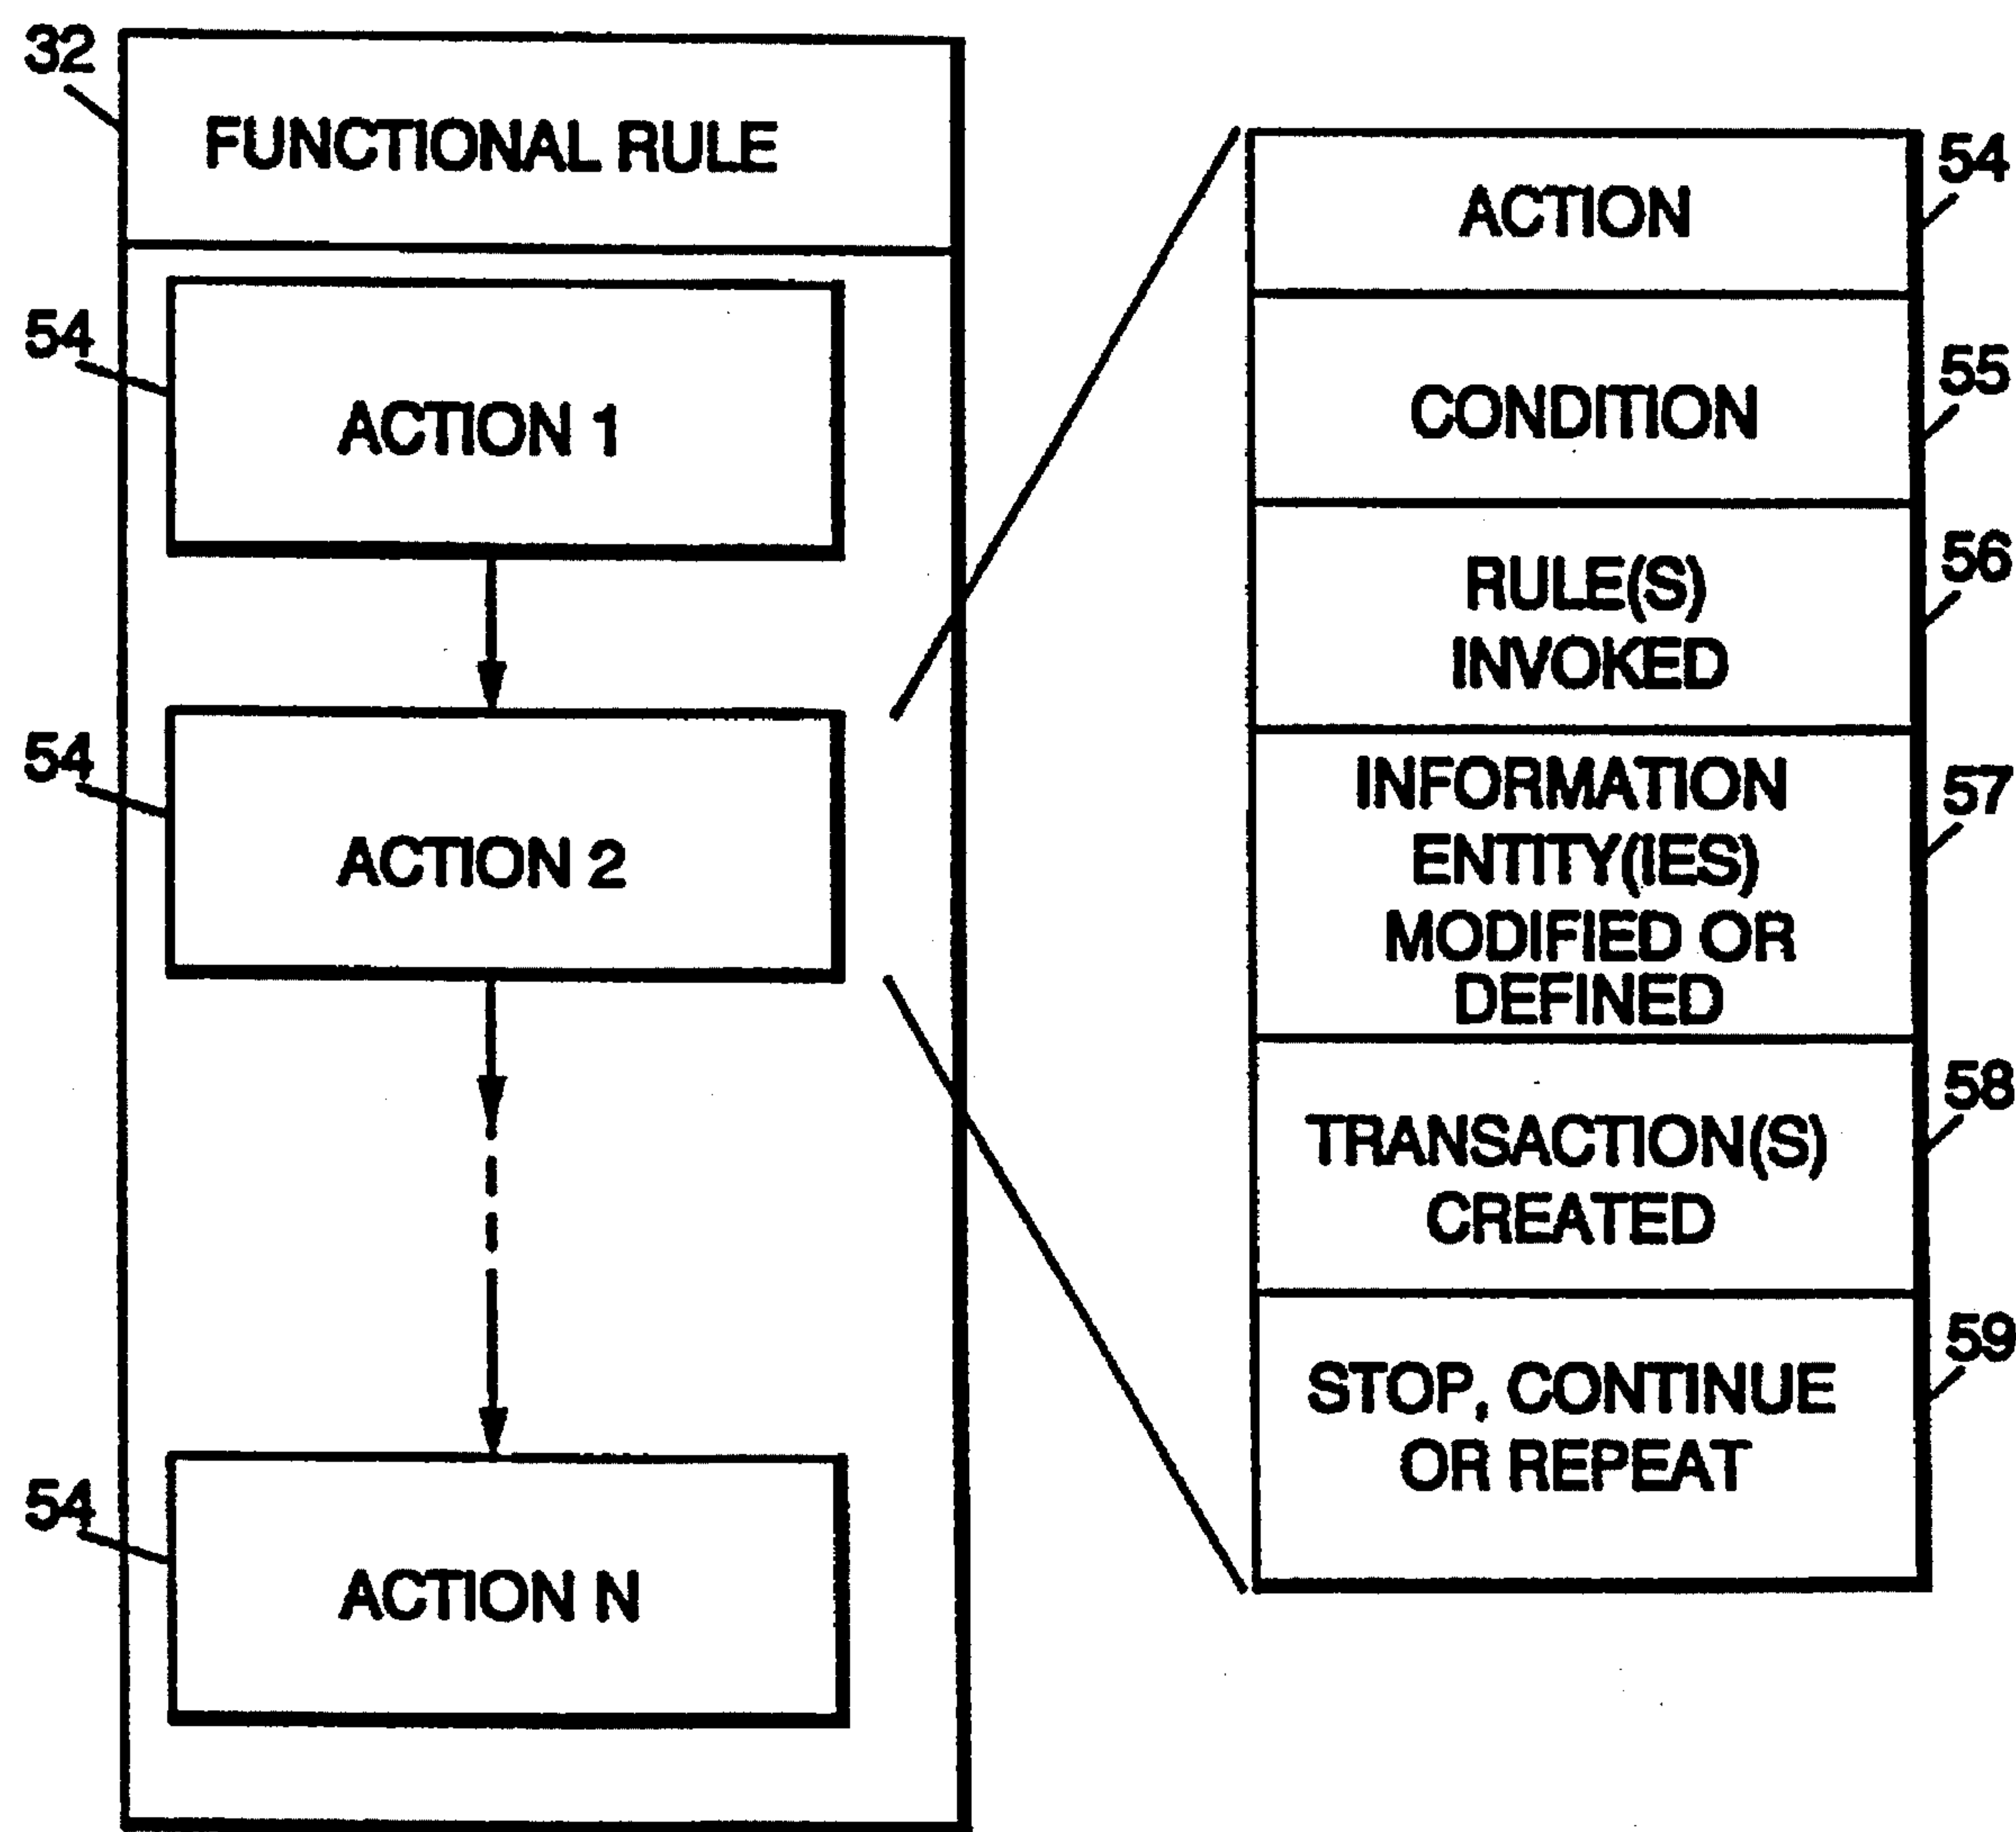 32
FUNCTIONAL RULE
54
ACTION 1
54
ACTION 2
54
ACTION N
ACTION
54
CONDITION
55
RULE(S)
INVOKED
56
INFORMATION
ENTITY(IES)
MODIFIED OR
DEFINED
57
TRANSACTION(S)
CREATED
58
STOP, CONTINUE
OR REPEAT
59